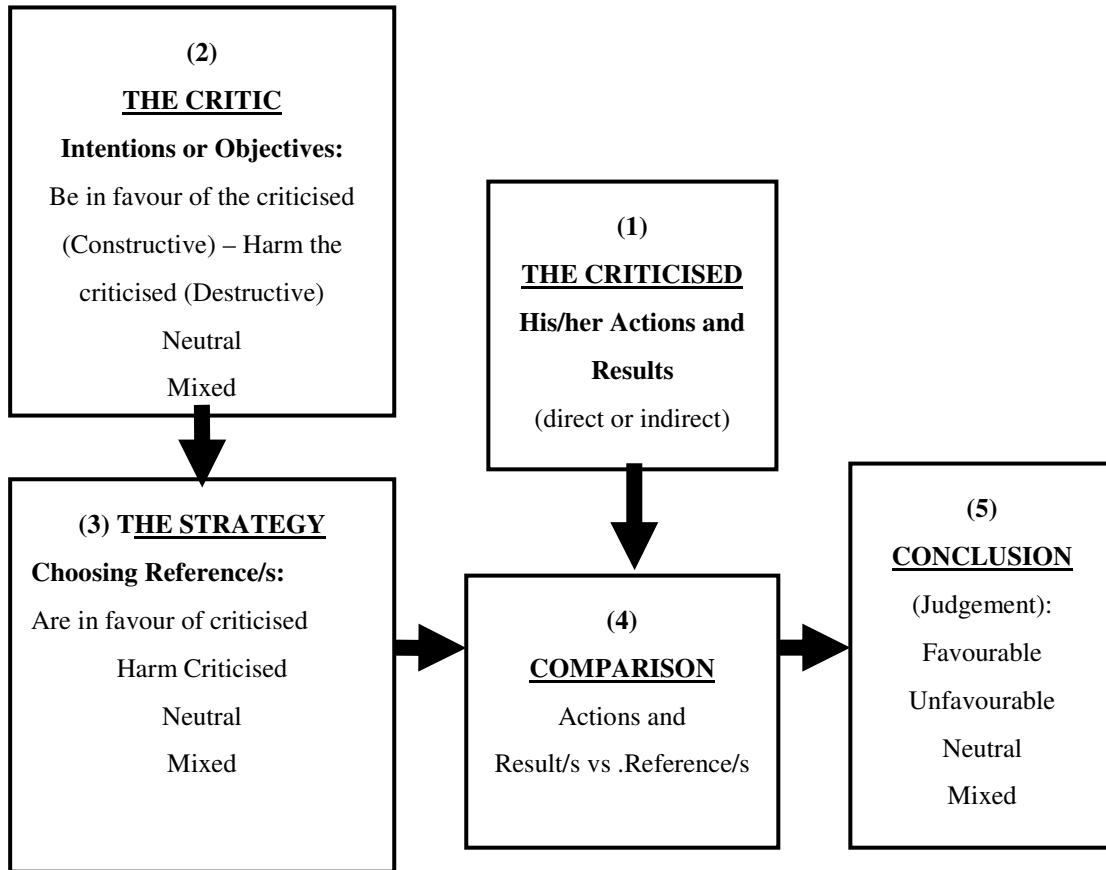 (2)
THE CRITIC
Intentions or Objectives:
Be in favour of the criticised
(Constructive) – Harm the
criticised (Destructive)
Neutral
Mixed
(1)
THE CRITICISED
His/her Actions and
Results
(direct or indirect)
(3) THE STRATEGY
Choosing Reference/s:
Are in favour of criticised
Harm Criticised
Neutral
Mixed
(4)
COMPARISON
Actions and
Result/s vs .Reference/s
(5)
CONCLUSION
(Judgement):
Favourable
Unfavourable
Neutral
Mixed